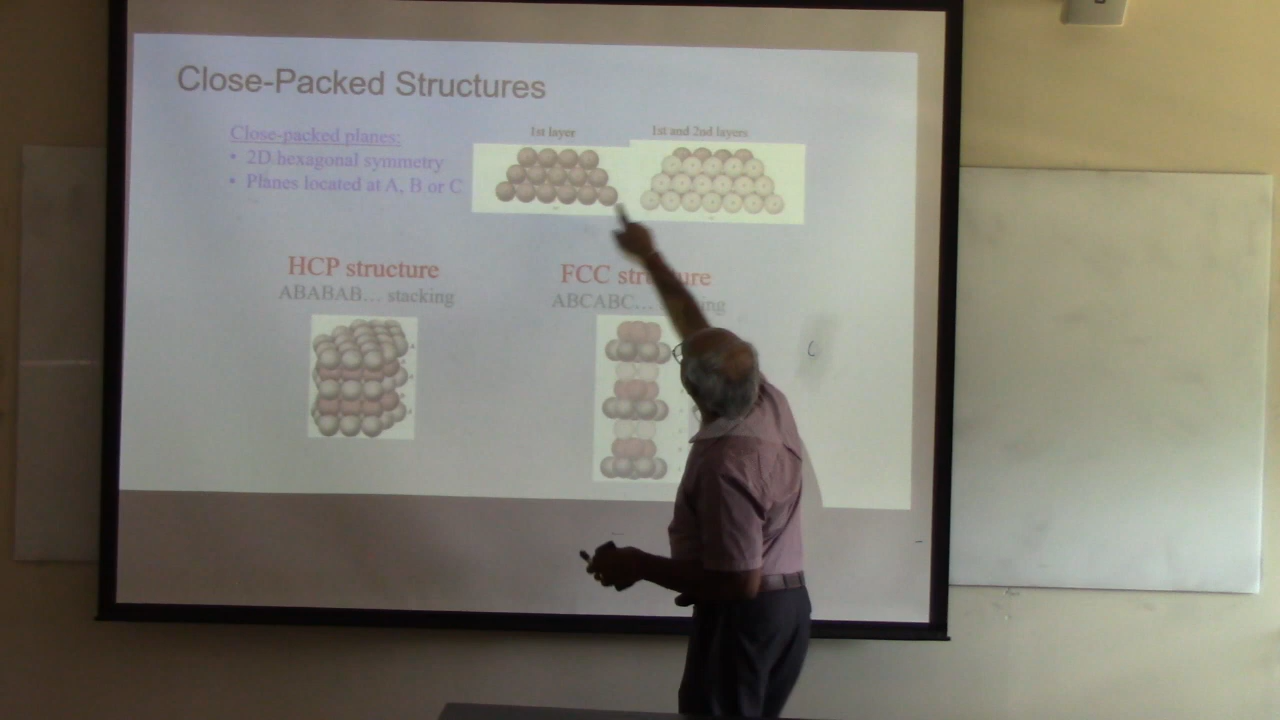 Close-Packed Structures
Close-packed planes:
• 2D hexagonal symmetry
• Planes located at A, B or C
1st layer
1st and 2nd layers
HCP structure
ABABAB... stacking
FCC structure
ABCABC...